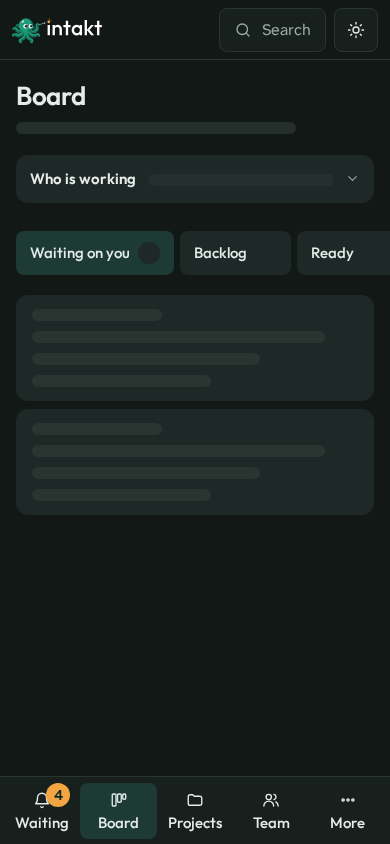 intakt
Search
Board
Who is working
Waiting on you
Backlog
Ready
4
Waiting
Board
Projects
Team
More